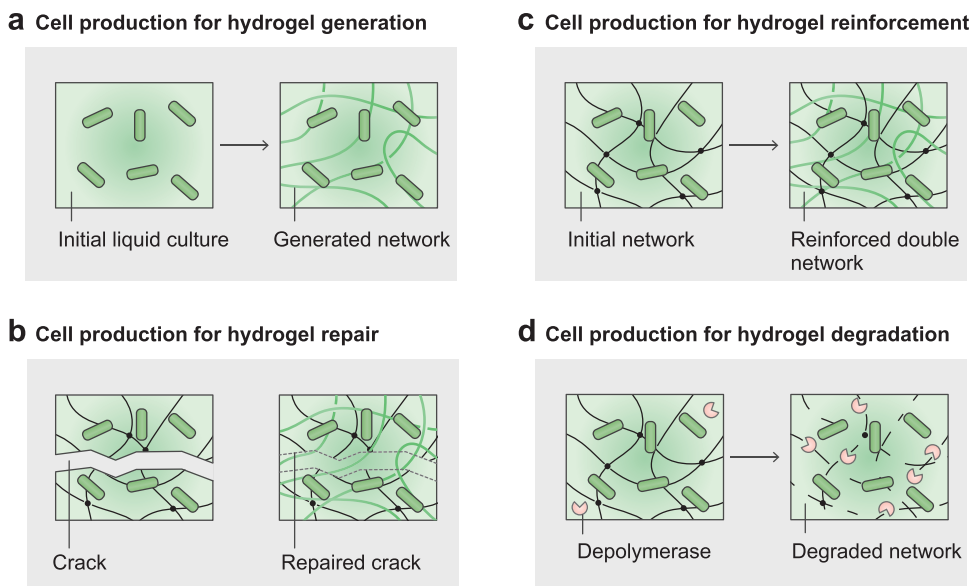 a Cell production for hydrogel generation
Initial liquid culture
Generated network
b Cell production for hydrogel repair
Crack
Repaired crack
c Cell production for hydrogel reinforcement
Initial network
Reinforced double
network
d Cell production for hydrogel degradation
Depolymerase
Degraded network